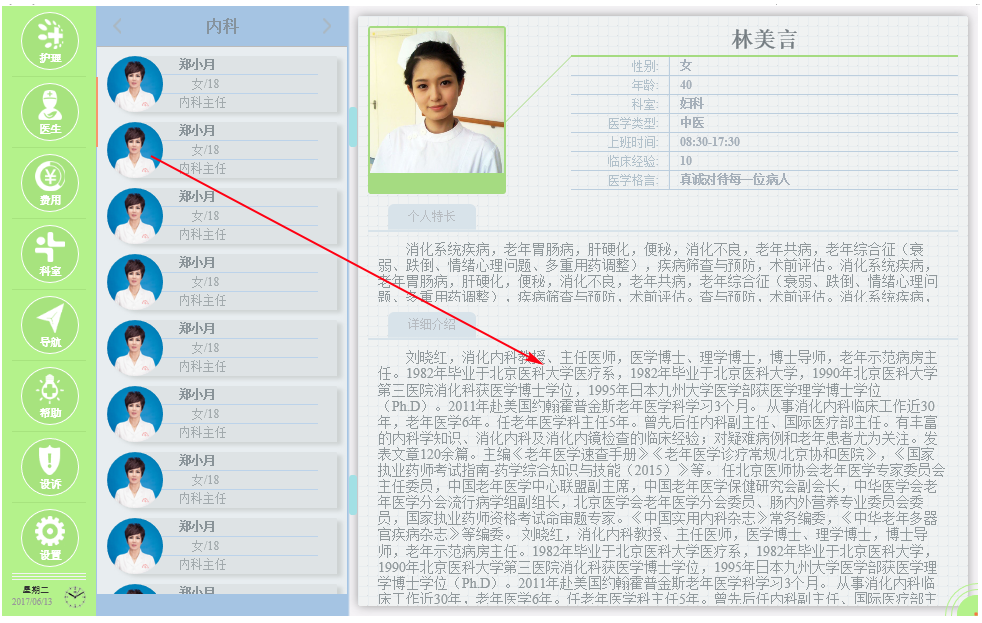 护理
医生
费用
科室
导航
帮助
投诉
设置
星期二
2017/06/13
内科
郑小月
女/18
内科主任
郑小月
女/18
内科主任
郑小月
女/18
内科主任
郑小月
女/18
内科主任
郑小月
女/18
内科主任
郑小月
女/18
内科主任
郑小月
女/18
内科主任
郑小月
女/18
内科主任
郑小月
林美言
性别: 女
年龄: 40
科室: 妇科
医学类型: 中医
上班时间: 08:30-17:30
临床经验: 10
医学格言: 真诚对待每一位病人
个人特长
消化系统疾病，老年胃肠病，肝硬化，便秘，消化不良，老年共病，老年综合征（衰
弱、跌倒、情绪心理问题、多重用药调整），疾病筛查与预防，术前评估。消化系统疾病，
老年胃肠病，肝硬化，便秘，消化不良，老年共病，老年综合征（衰弱、跌倒、情绪心理问
题、多重用药调整），疾病筛查与预防，术前评估。查与预防，术前评估。消化系统疾病，
详细介绍
刘晓红，消化内科教授、主任医师，医学博士、理学博士，博士导师，老年示范病房主
任。1982年毕业于北京医科大学医疗系，1982年毕业于北京医科大学，1990年北京医科大学
第三医院消化科获医学博士学位，1995年日本九州大学医学部获医学理学博士学位
（Ph.D）。2011年赴美国约翰霍普金斯老年医学科学习3个月。 从事消化内科临床工作近30
年，老年医学6年。任老年医学科主任5年。曾先后任内科副主任、国际医疗部主任。有丰富
的内科学知识、消化内科及消化内镜检查的临床经验；对疑难病例和老年患者尤为关注。发
表文章120余篇。主编《老年医学速查手册》《老年医学诊疗常规/北京协和医院》，《国家
执业药师考试指南-药学综合知识与技能（2015）》等。 任北京医师协会老年医学专家委员会
主任委员，中国老年医学中心联盟副主席，中国老年医学保健研究会副会长，中华医学会老
年医学分会流行病学组副组长，北京医学会老年医学分会委员、肠内外营养专业委员会委
员，国家执业药师资格考试命审题专家。《中国实用内科杂志》常务编委，《中华老年多器
官疾病杂志》等编委。 刘晓红，消化内科教授、主任医师，医学博士、理学博士，博士导
师，老年示范病房主任。1982年毕业于北京医科大学医疗系，1982年毕业于北京医科大学，
1990年北京医科大学第三医院消化科获医学博士学位，1995年日本九州大学医学部获医学理
学博士学位（Ph.D）。2011年赴美国约翰霍普金斯老年医学科学习3个月。 从事消化内科临
床工作近30年，老年医学6年。任老年医学科主任5年。曾先后任内科副主任、国际医疗部主